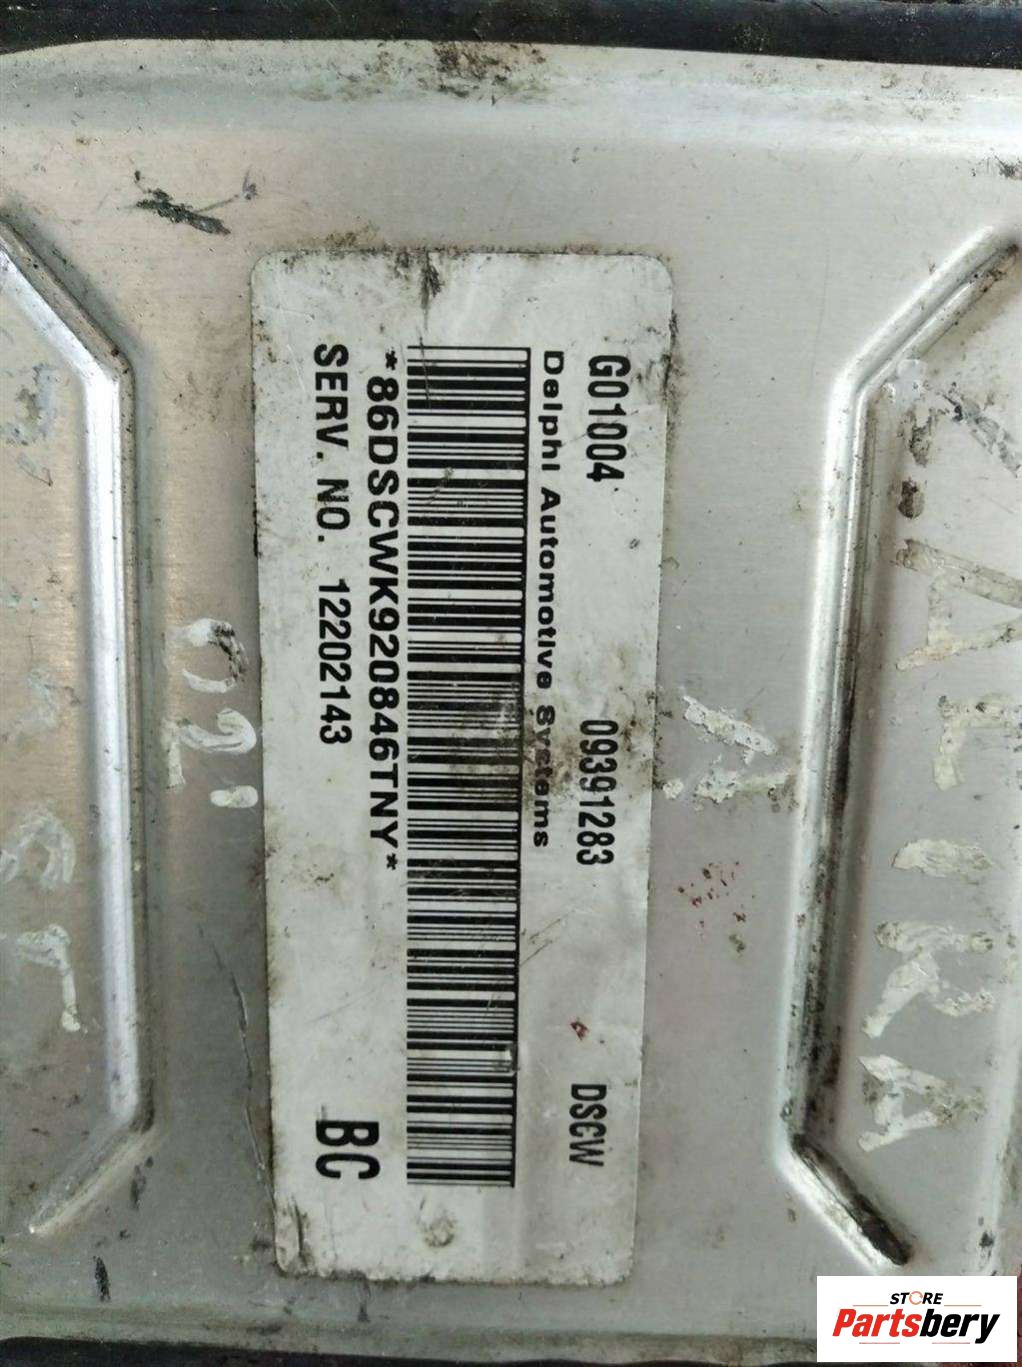 G01004 09391283 DSCW
Delphi Automotive Systems
*86DSCWK920846TNY*
SERV. NO. 12202143 BC
STORE
Partsbery